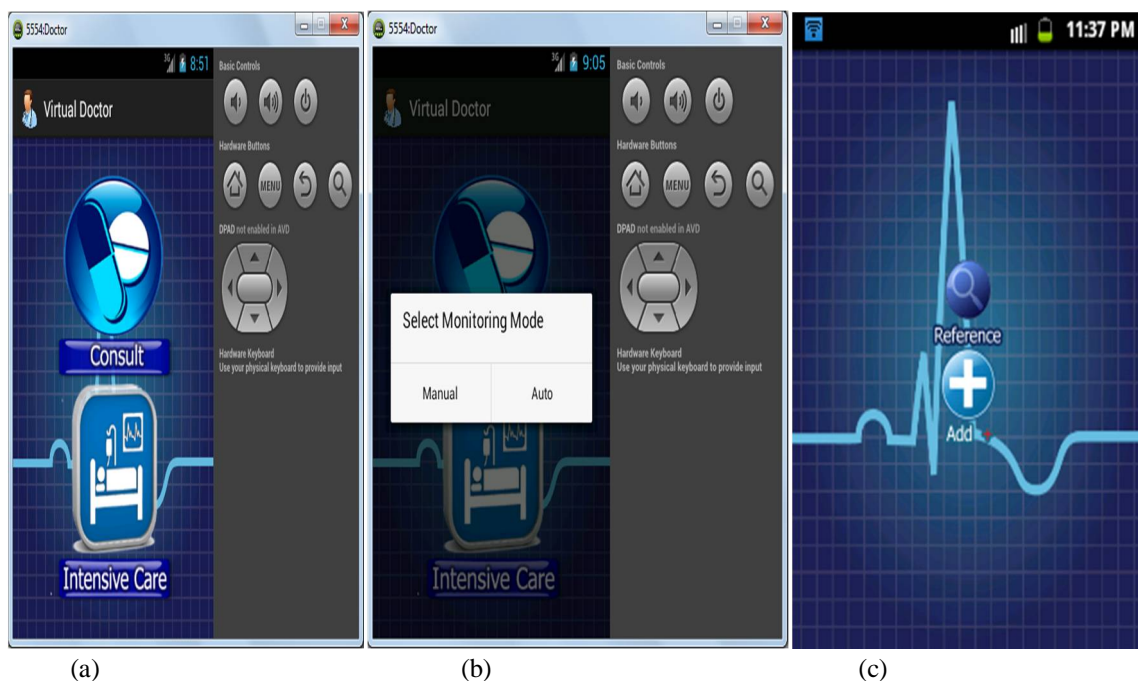 5554:Doctor
3G 8:51
Virtual Doctor
Consult
Intensive Care
Basic Controls
Hardware Buttons
MENU
DPAD not enabled in AVD
Hardware Keyboard
Use your physical keyboard to provide input
(a)
5554:Doctor
3G 9:05
Virtual Doctor
Select Monitoring Mode
Manual Auto
Intensive Care
Basic Controls
Hardware Buttons
MENU
DPAD not enabled in AVD
Hardware Keyboard
Use your physical keyboard to provide input
(b)
11:37 PM
Reference
Add
(c)